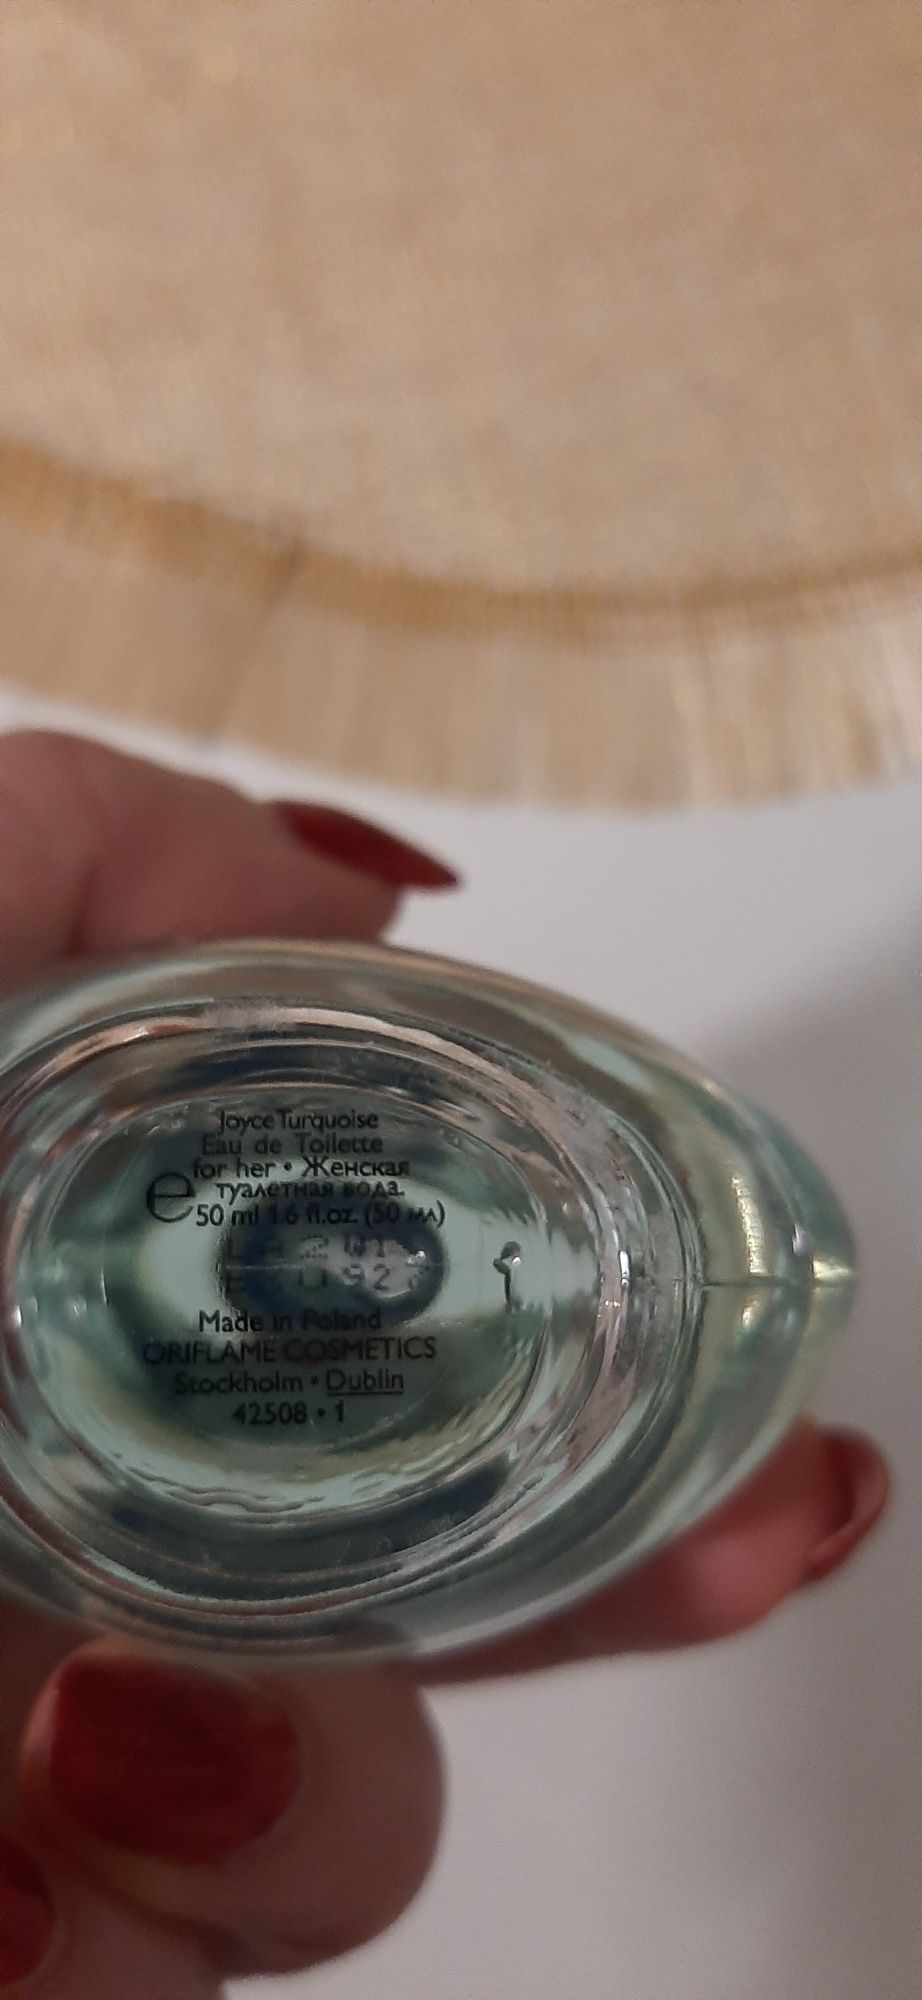 Joyce Turquoise
Eau de Toilette
for her • Женская
туалетная вода.
e 50 ml 1.6 fl.oz. (50 мл)
Made in Poland
ORIFLAME COSMETICS
Stockholm • Dublin
42508 • 1